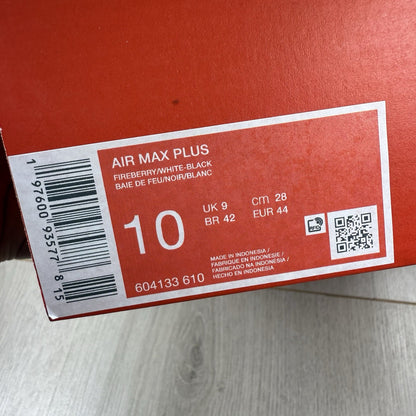 AIR MAX PLUS
FIREBERRY/WHITE-BLACK
BAIE DE FEU/NOIR/BLANC
10
UK 9
CM 28
BR 42
EUR 44
604133 610
MADE IN INDONESIA /
FABRIQUÉ EN INDONÉSIE /
FABRICADO NA INDONÉSIA /
HECHO EN INDONESIA
1 97600 93577 8 15